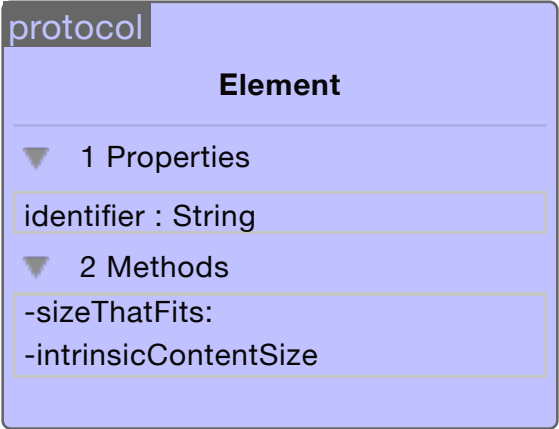 protocol
Element
1 Properties
identifier : String
2 Methods
-sizeThatFits:
-intrinsicContentSize